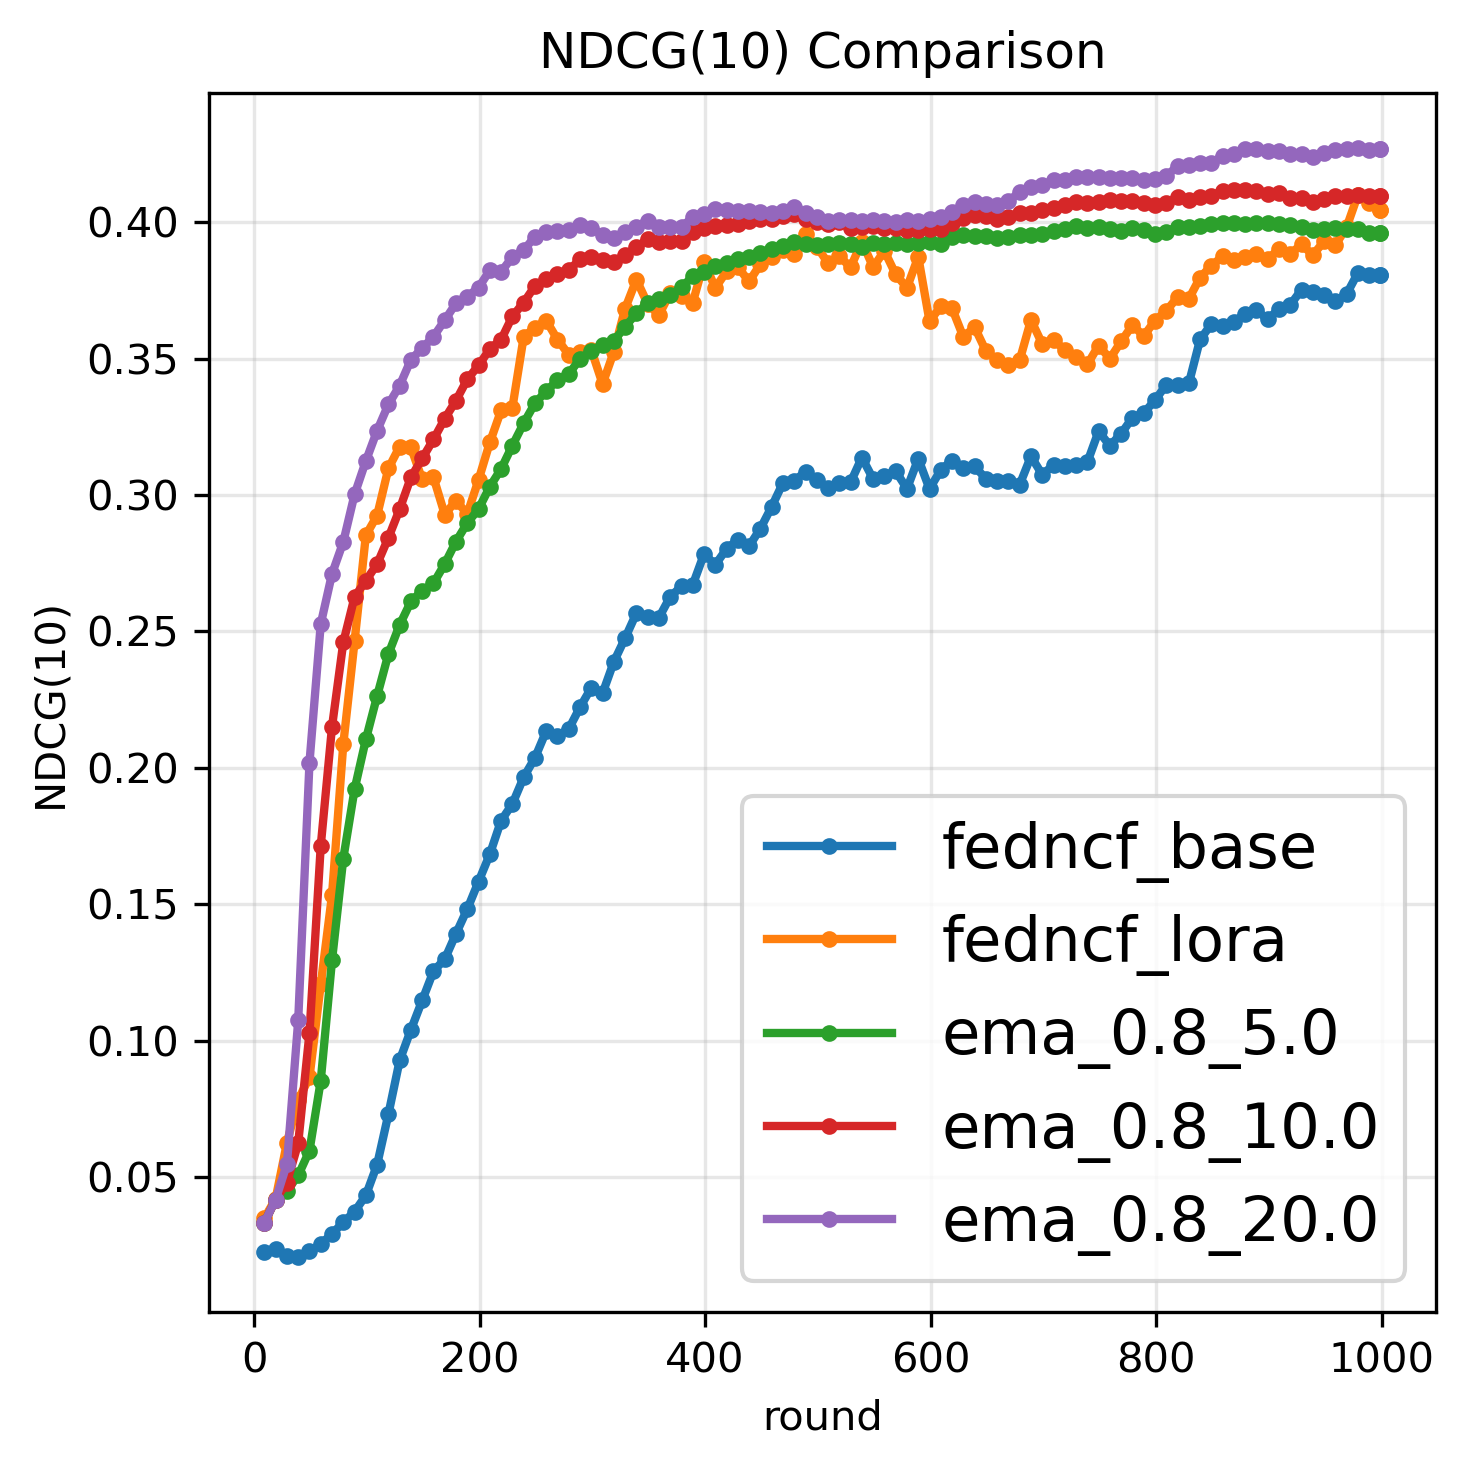 NDCG(10) Comparison
NDCG(10)
0.40
0.35
0.30
0.25
0.20
0.15
0.10
0.05
fedncf_base
fedncf_lora
ema_0.8_5.0
ema_0.8_10.0
ema_0.8_20.0
0 200 400 600 800 1000
round